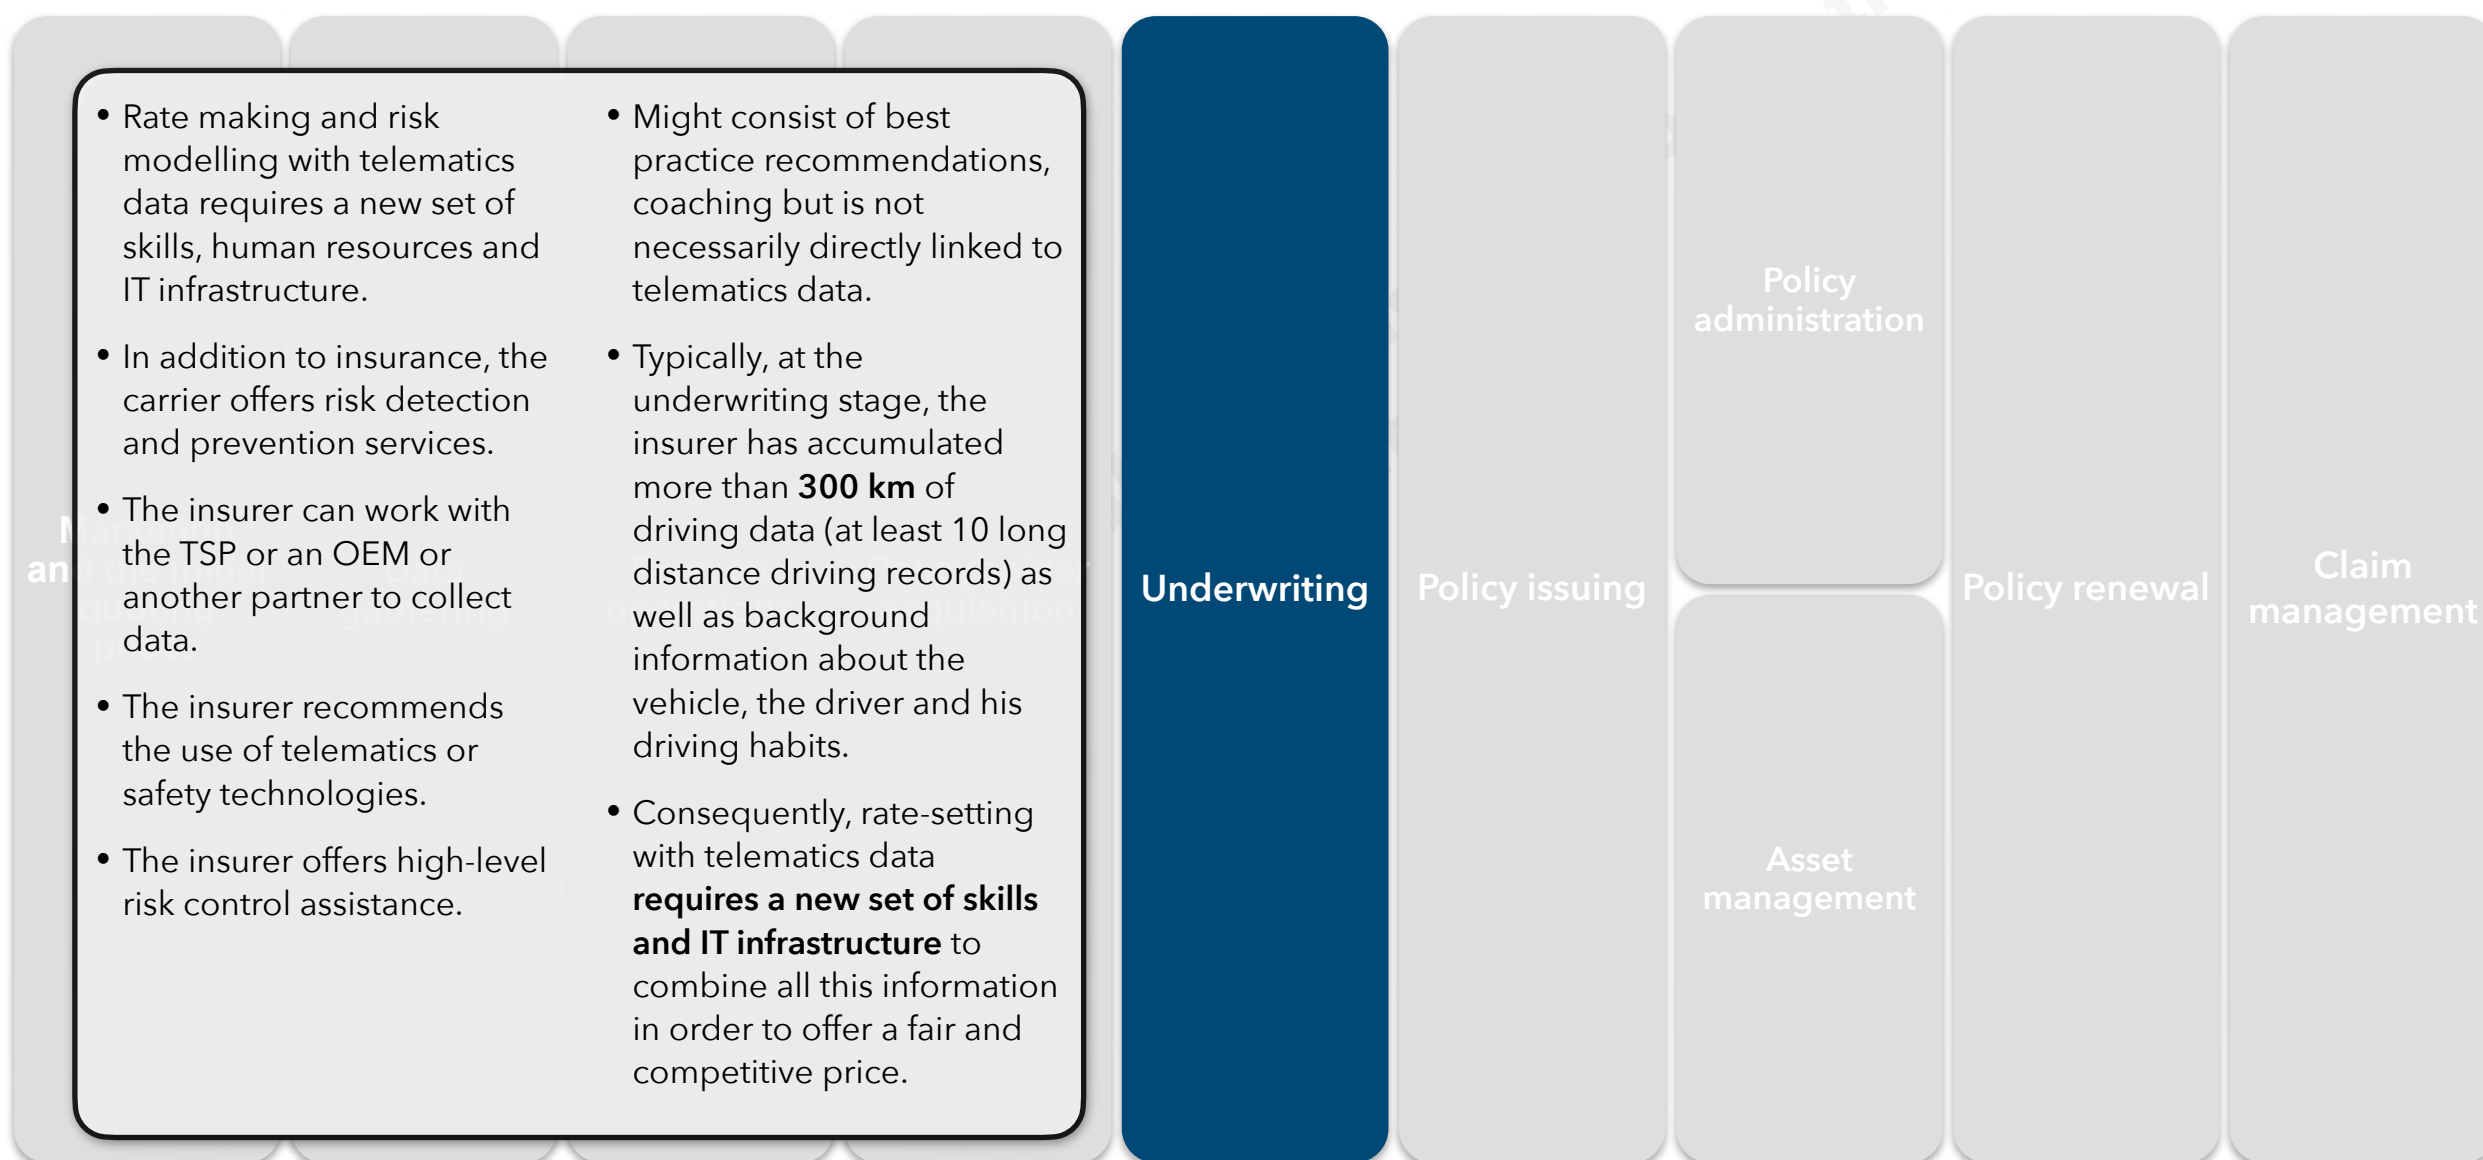 • Rate making and risk
modelling with telematics
data requires a new set of
skills, human resources and
IT infrastructure.
• In addition to insurance, the
carrier offers risk detection
and prevention services.
• The insurer can work with
the TSP or an OEM or
another partner to collect
data.
• The insurer recommends
the use of telematics or
safety technologies.
• The insurer offers high-level
risk control assistance.
• Might consist of best
practice recommendations,
coaching but is not
necessarily directly linked to
telematics data.
• Typically, at the
underwriting stage, the
insurer has accumulated
more than 300 km of
driving data (at least 10 long
distance driving records) as
well as background
information about the
vehicle, the driver and his
driving habits.
• Consequently, rate-setting
with telematics data
requires a new set of skills
and IT infrastructure to
combine all this information
in order to offer a fair and
competitive price.
Underwriting
Policy issuing
Policy
administration
Asset
management
Policy renewal
Claim
management